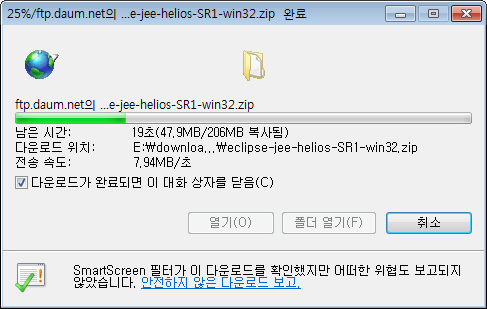 25%/ftp.daum.net의 ...e-jee-helios-SR1-win32.zip 완료
ftp.daum.net의 ...e-jee-helios-SR1-win32.zip
남은 시간: 19초(47.9MB/206MB 복사됨)
다운로드 위치: E:\downloa...\eclipse-jee-helios-SR1-win32.zip
전송 속도: 7.94MB/초
다운로드가 완료되면 이 대화 상자를 닫음(C)
열기(O) 폴더 열기(F) 취소
SmartScreen 필터가 이 다운로드를 확인했지만 어떠한 위협도 보고되지
않았습니다. 안전하지 않은 다운로드 보고.